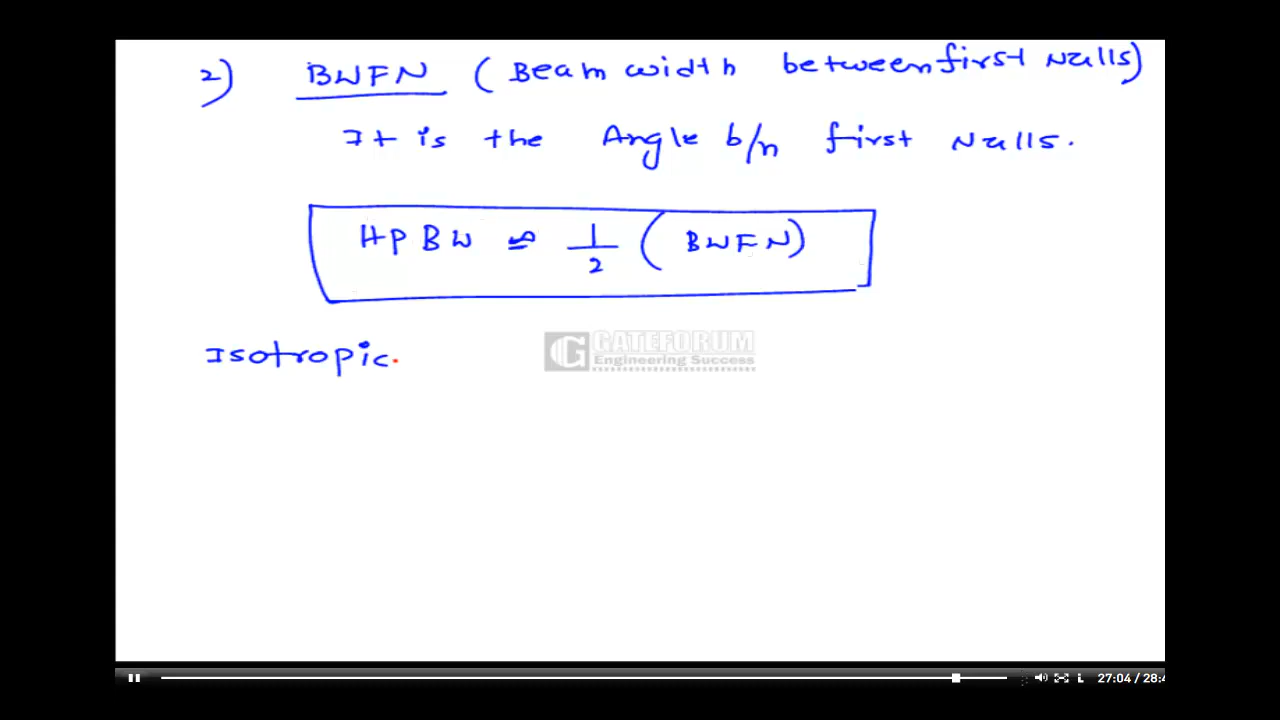 2) BWFN (Beam width between first Nulls)
It is the Angle b/n first Nulls.
HPBW ≌ 1/2 (BWFN)
Isotropic
GATEFORUM
Engineering Success
27:04 / 28:4